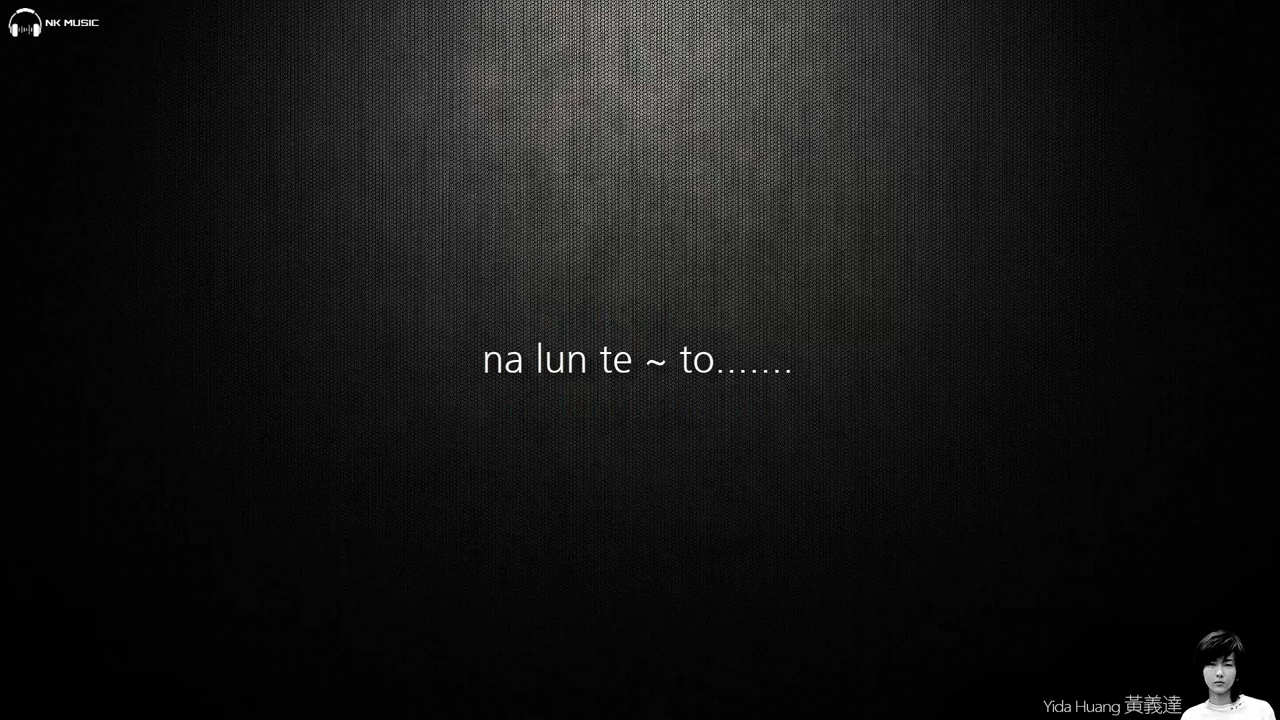 NK MUSIC
na lun te ~ to.......
Yida Huang 黃義達